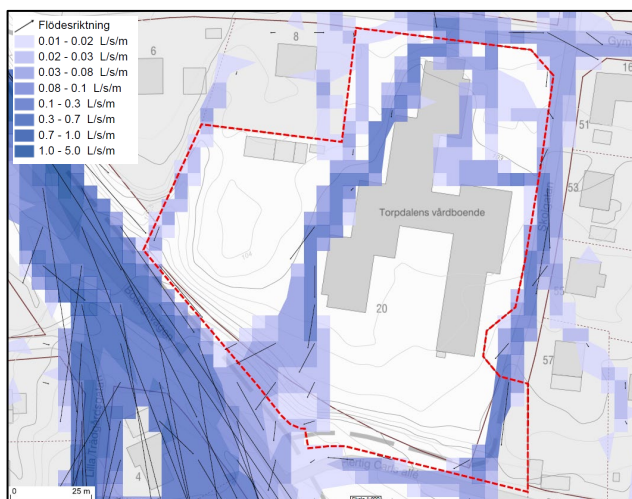 Flödesriktning
0.01 - 0.02 L/s/m
0.02 - 0.03 L/s/m
0.03 - 0.08 L/s/m
0.08 - 0.1 L/s/m
0.1 - 0.3 L/s/m
0.3 - 0.7 L/s/m
0.7 - 1.0 L/s/m
1.0 - 5.0 L/s/m
6
8
16
51
53
Torpdalens vårdboende
20
55
57
4
0
25 m